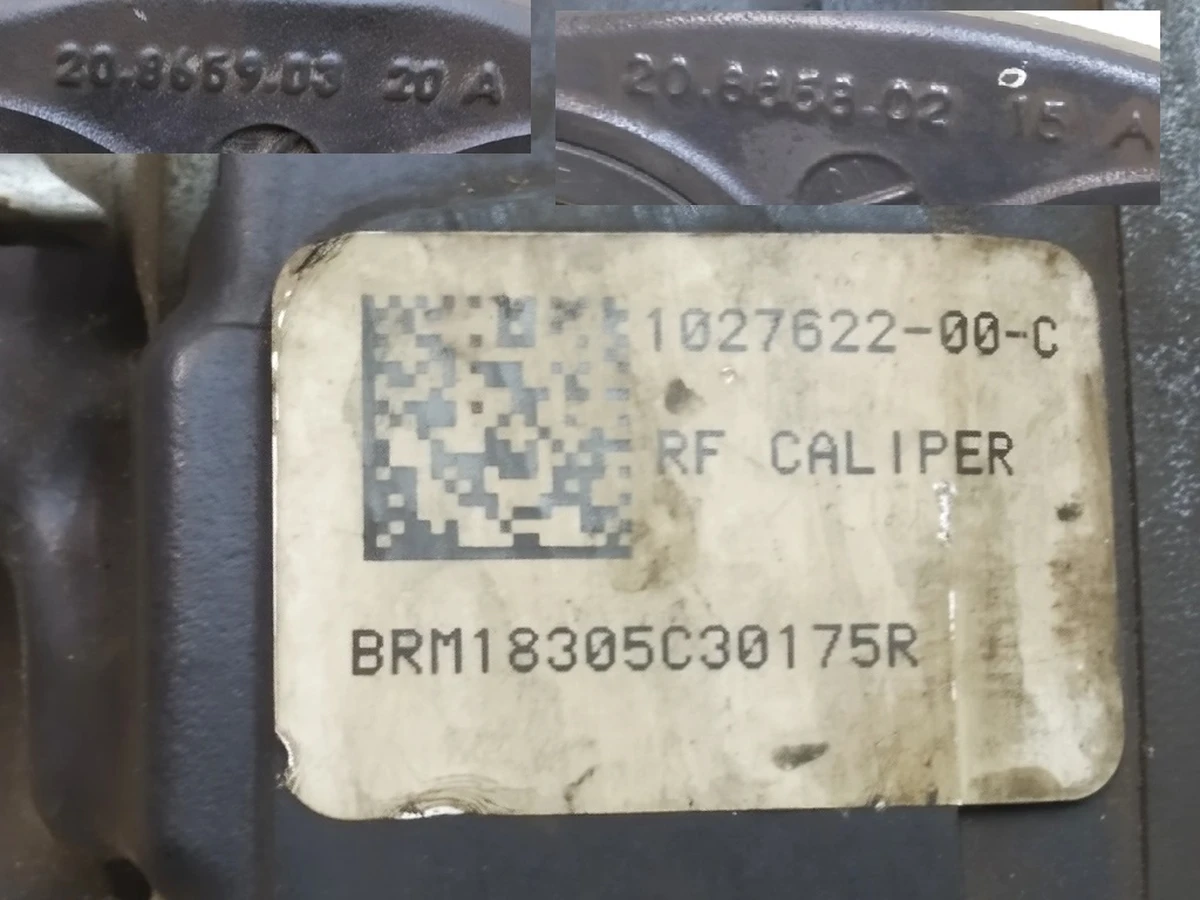 20.8659.03 20 A
20.8658.02 15 A
1027622-00-C
RF CALIPER
BRM18305C30175R